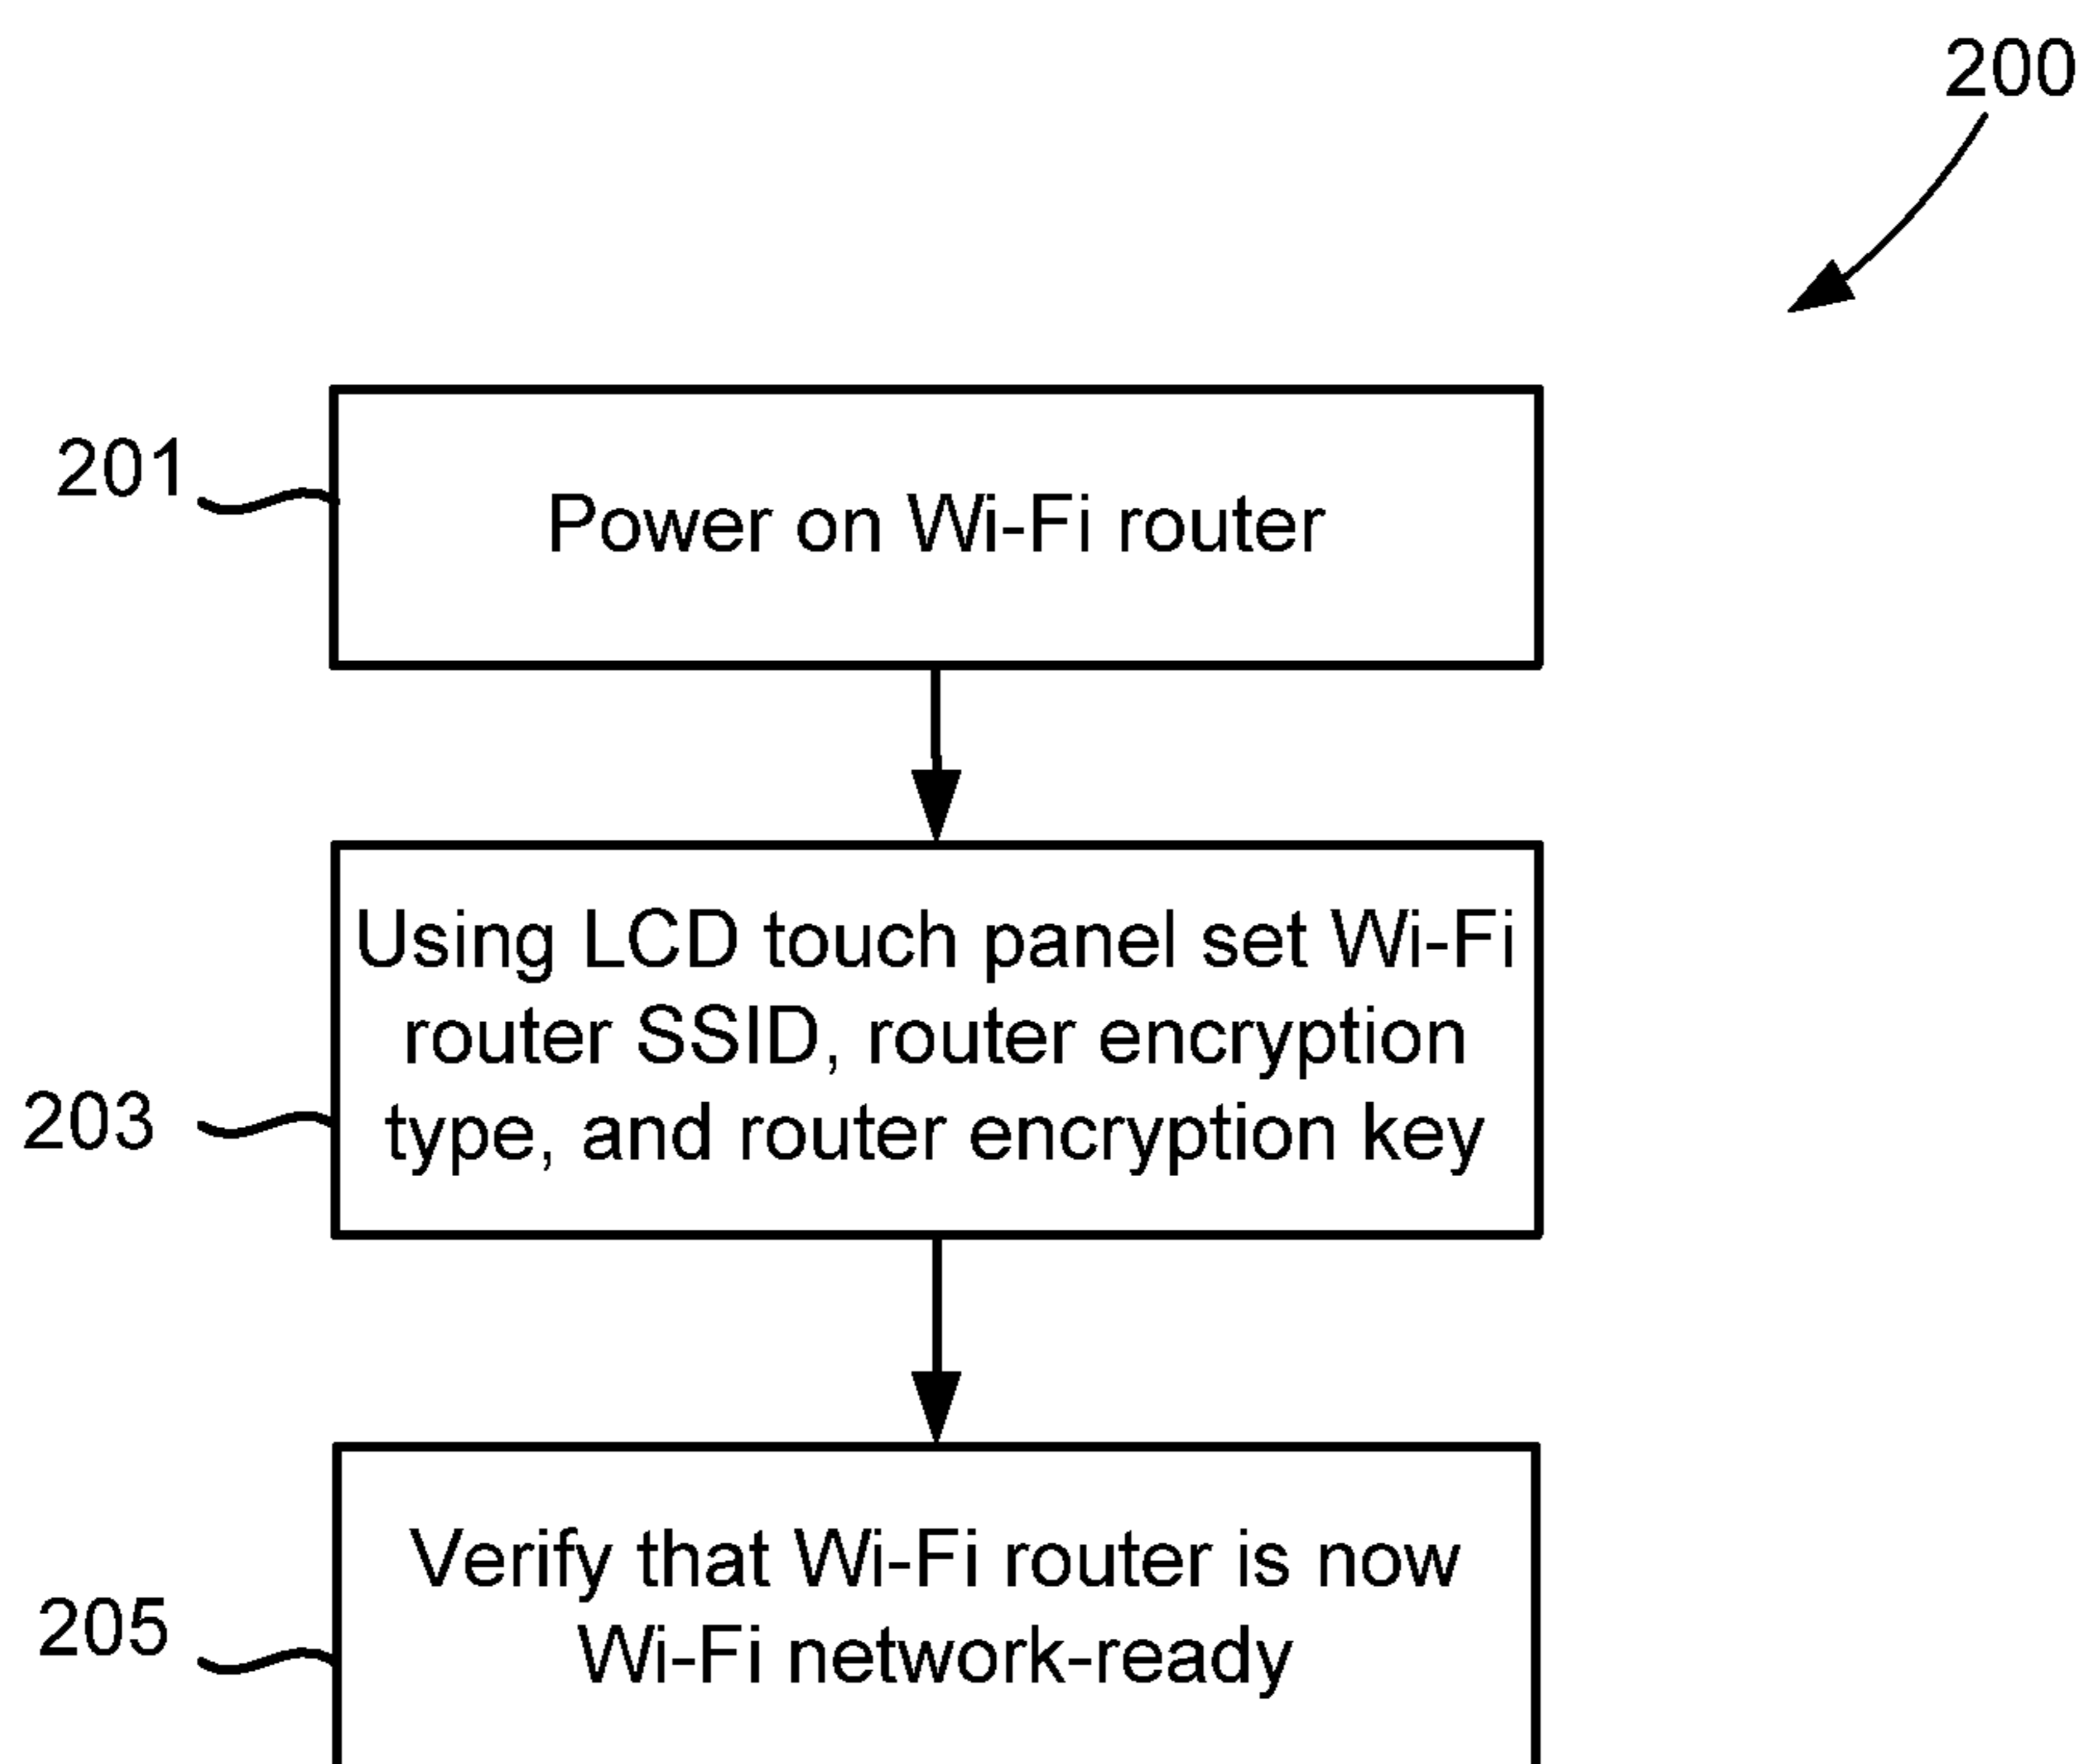 200
201
Power on Wi-Fi router
Using LCD touch panel set Wi-Fi
router SSID, router encryption
type, and router encryption key
203
Verify that Wi-Fi router is now
Wi-Fi network-ready
205